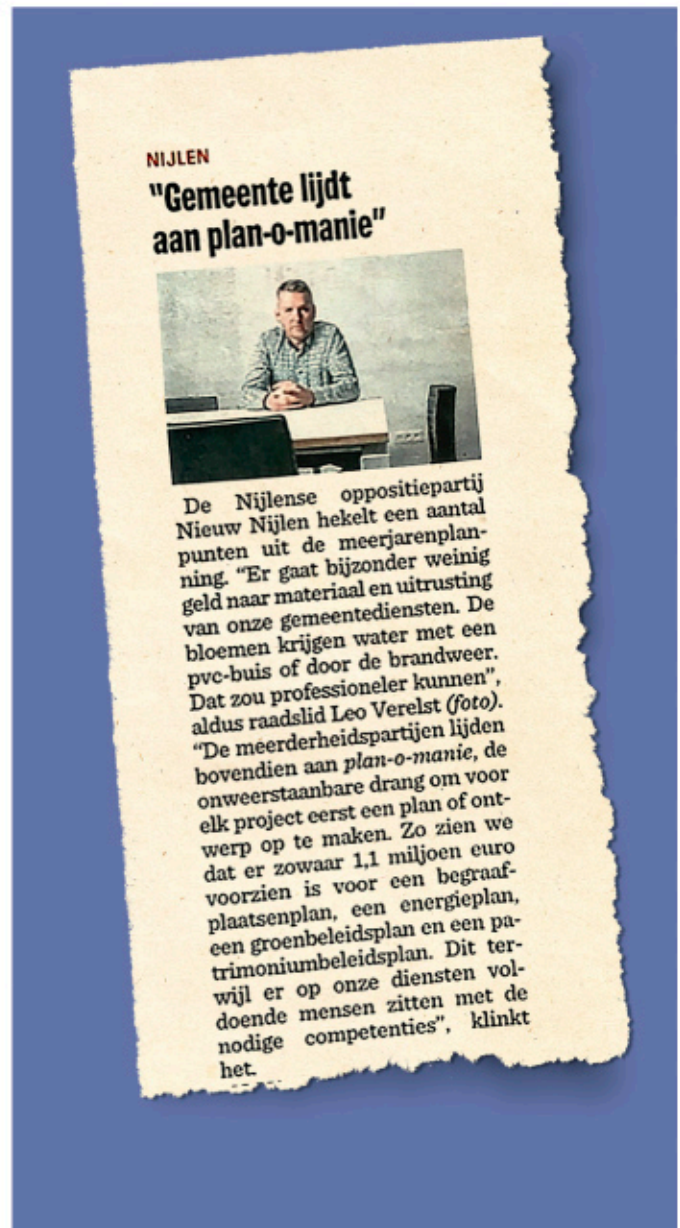 NIJLEN
"Gemeente lijdt
aan plan-o-manie"
De Nijlense oppositiepartij
Nieuw Nijlen hekelt een aantal
punten uit de meerjarenplan-
ning. “Er gaat bijzonder weinig
geld naar materiaal en uitrusting
van onze gemeentediensten. De
bloemen krijgen water met een
pvc-buis of door de brandweer.
Dat zou professioneler kunnen”,
aldus raadslid Leo Verelst (foto).
“De meerderheidspartijen lijden
bovendien aan plan-o-manie, de
onweerstaanbare drang om voor
elk project eerst een plan of ont-
werp op te maken. Zo zien we
dat er zowaar 1,1 miljoen euro
voorzien is voor een begraaf-
plaatsenplan, een energieplan,
een groenbeleidsplan en een pa-
trimoniumbeleidsplan. Dit ter-
wijl er op onze diensten vol-
doende mensen zitten met de
nodige competenties”, klinkt
het.